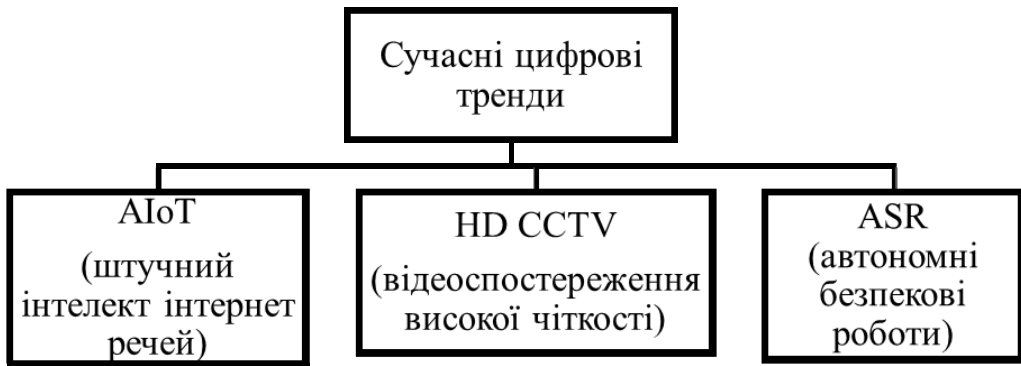 Сучасні цифрові
тренди
AIoT
(штучний
інтелект інтернет
речей)
HD CCTV
(відеоспостереження
високої чіткості)
ASR
(автономні
безпекові
роботи)